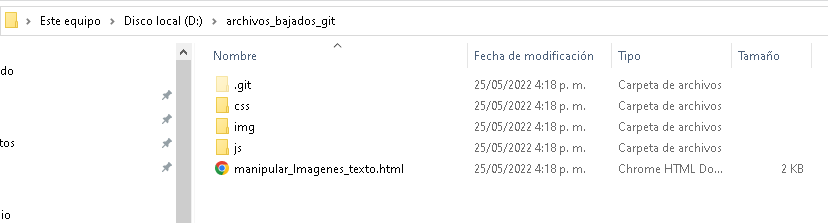 Este equipo > Disco local (D:) > archivos_bajados_git
Nombre Fecha de modificación Tipo Tamaño
.git 25/05/2022 4:18 p. m. Carpeta de archivos
css 25/05/2022 4:18 p. m. Carpeta de archivos
img 25/05/2022 4:18 p. m. Carpeta de archivos
js 25/05/2022 4:18 p. m. Carpeta de archivos
manipular_Imagenes_texto.html 25/05/2022 4:18 p. m. Chrome HTML Do... 2 KB
do
tos
io